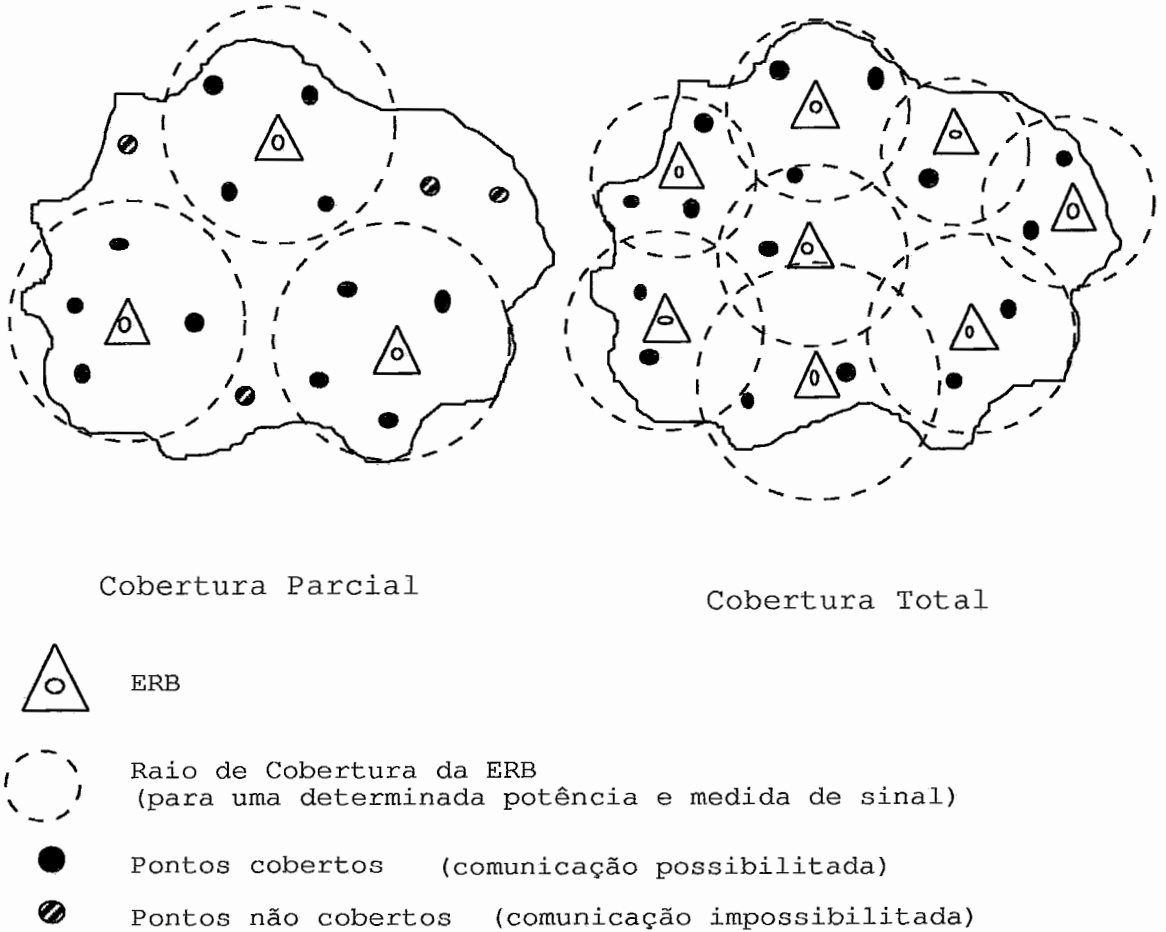 Cobertura Parcial
Cobertura Total
ERB
Raio de Cobertura da ERB
(para uma determinada potência e medida de sinal)
Pontos cobertos (comunicação possibilitada)
Pontos não cobertos (comunicação impossibilitada)